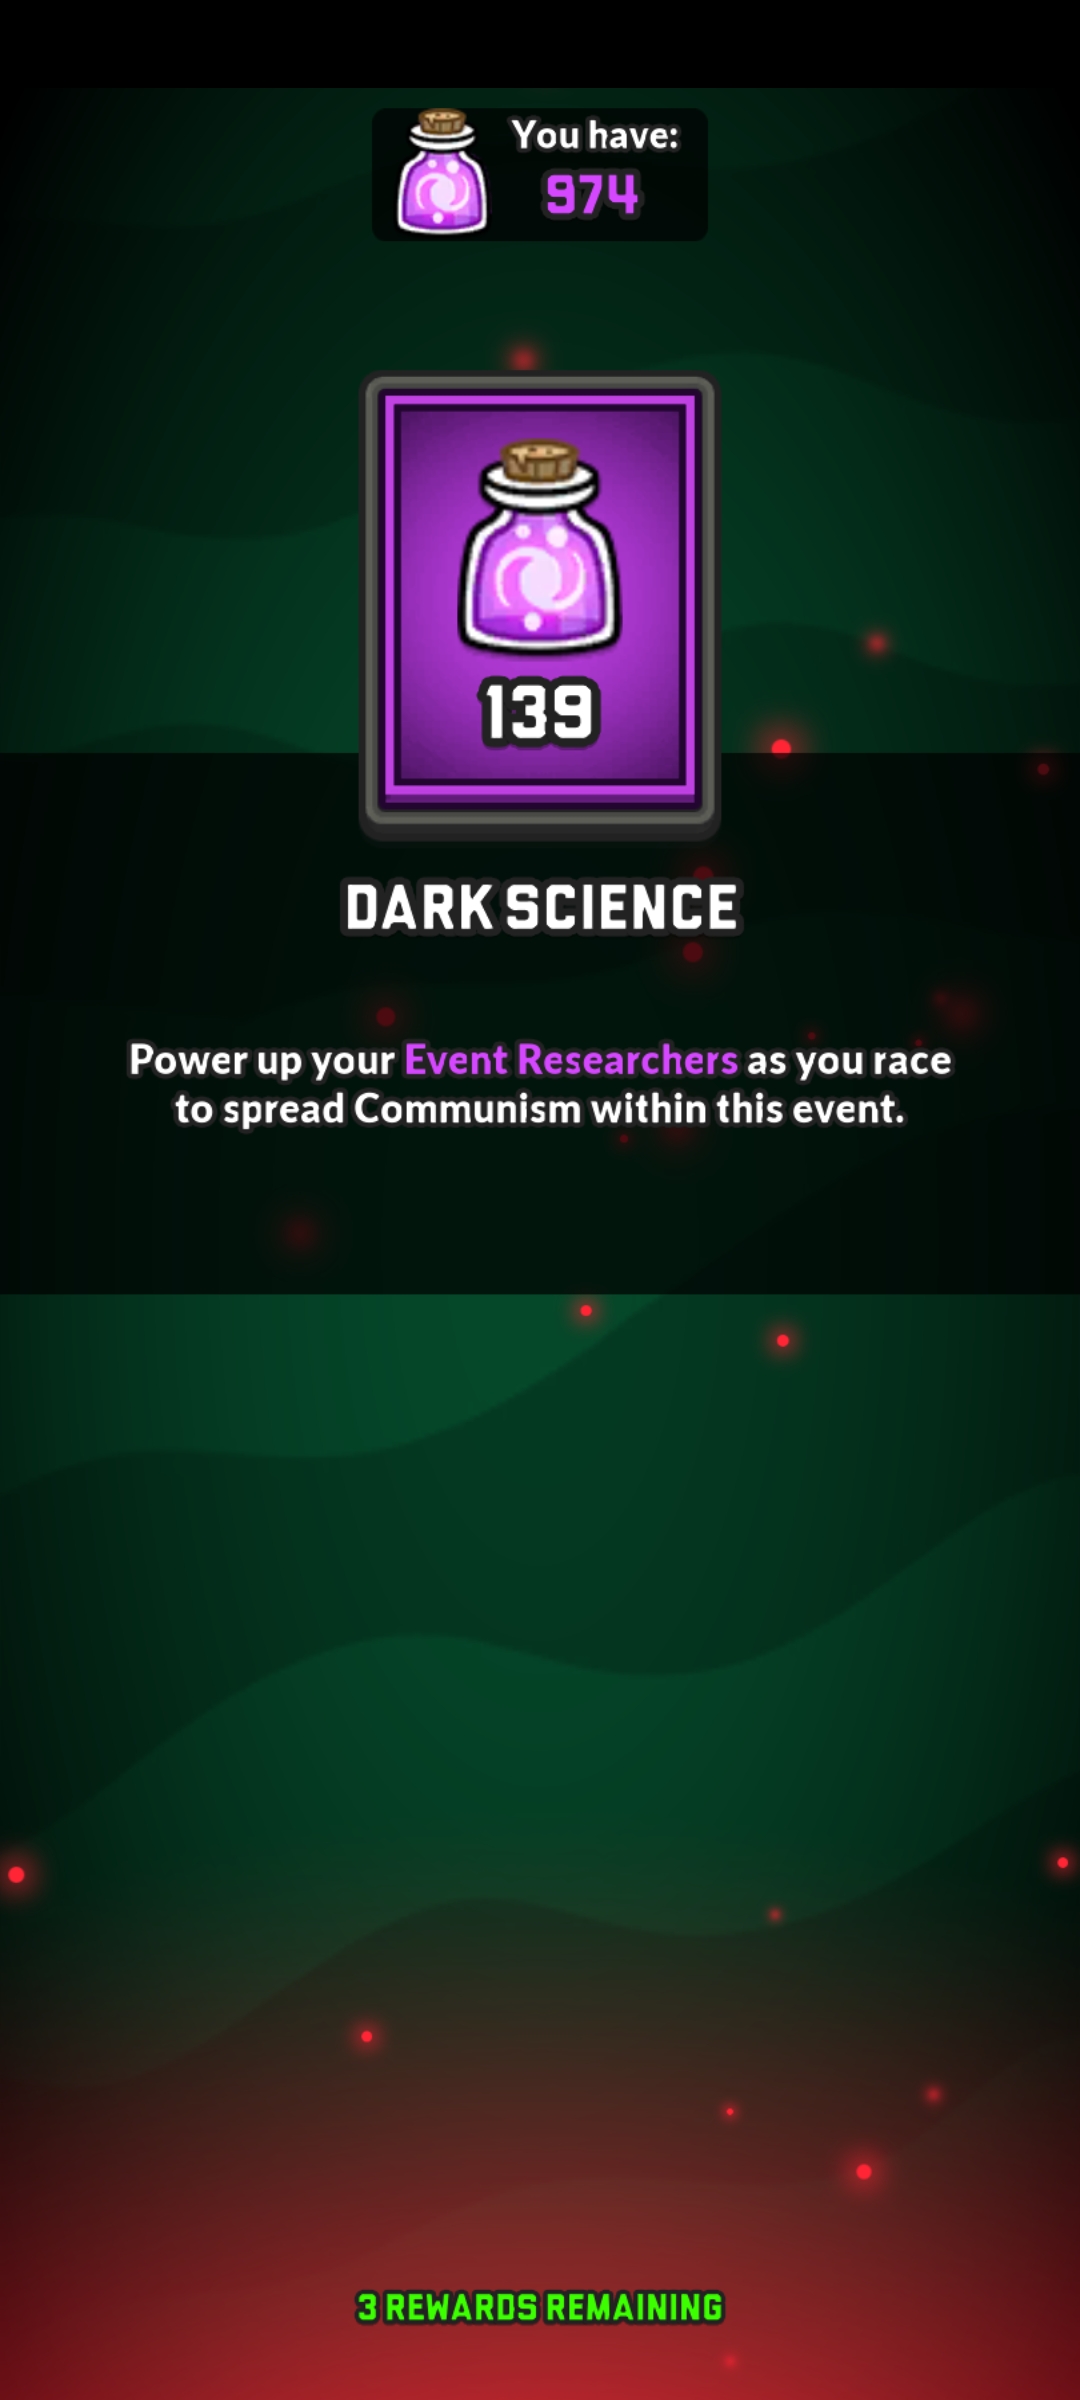 You have:
974
139
DARK SCIENCE
Power up your Event Researchers as you race
to spread Communism within this event.
3 REWARDS REMAINING